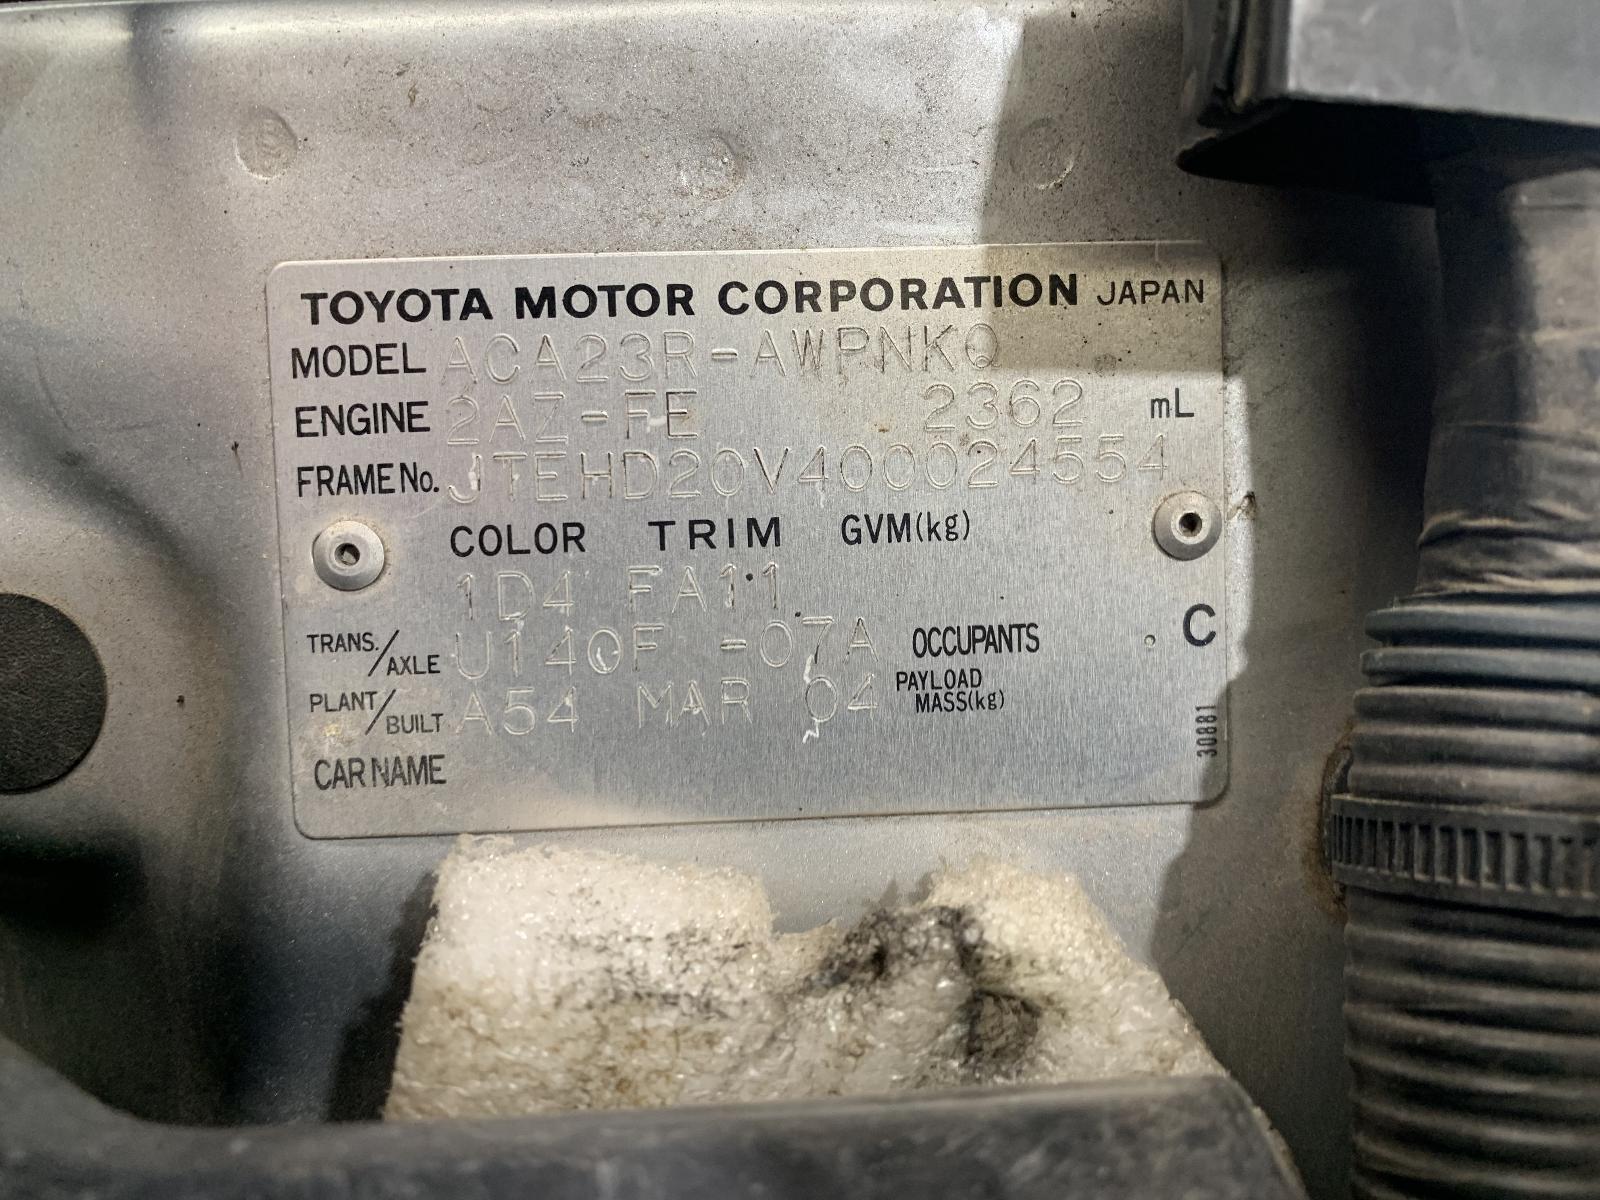 TOYOTA MOTOR CORPORATION JAPAN
MODEL ACA23R-AWPNKQ
ENGINE 2AZ-FE 2362 mL
FRAME No. JTEHD20V400024554
COLOR TRIM GVM(kg)
1D4 FA11
TRANS./AXLE U140F -07A OCCUPANTS C
PLANT/BUILT A54 MAR 04 PAYLOAD MASS(kg)
CAR NAME
30881